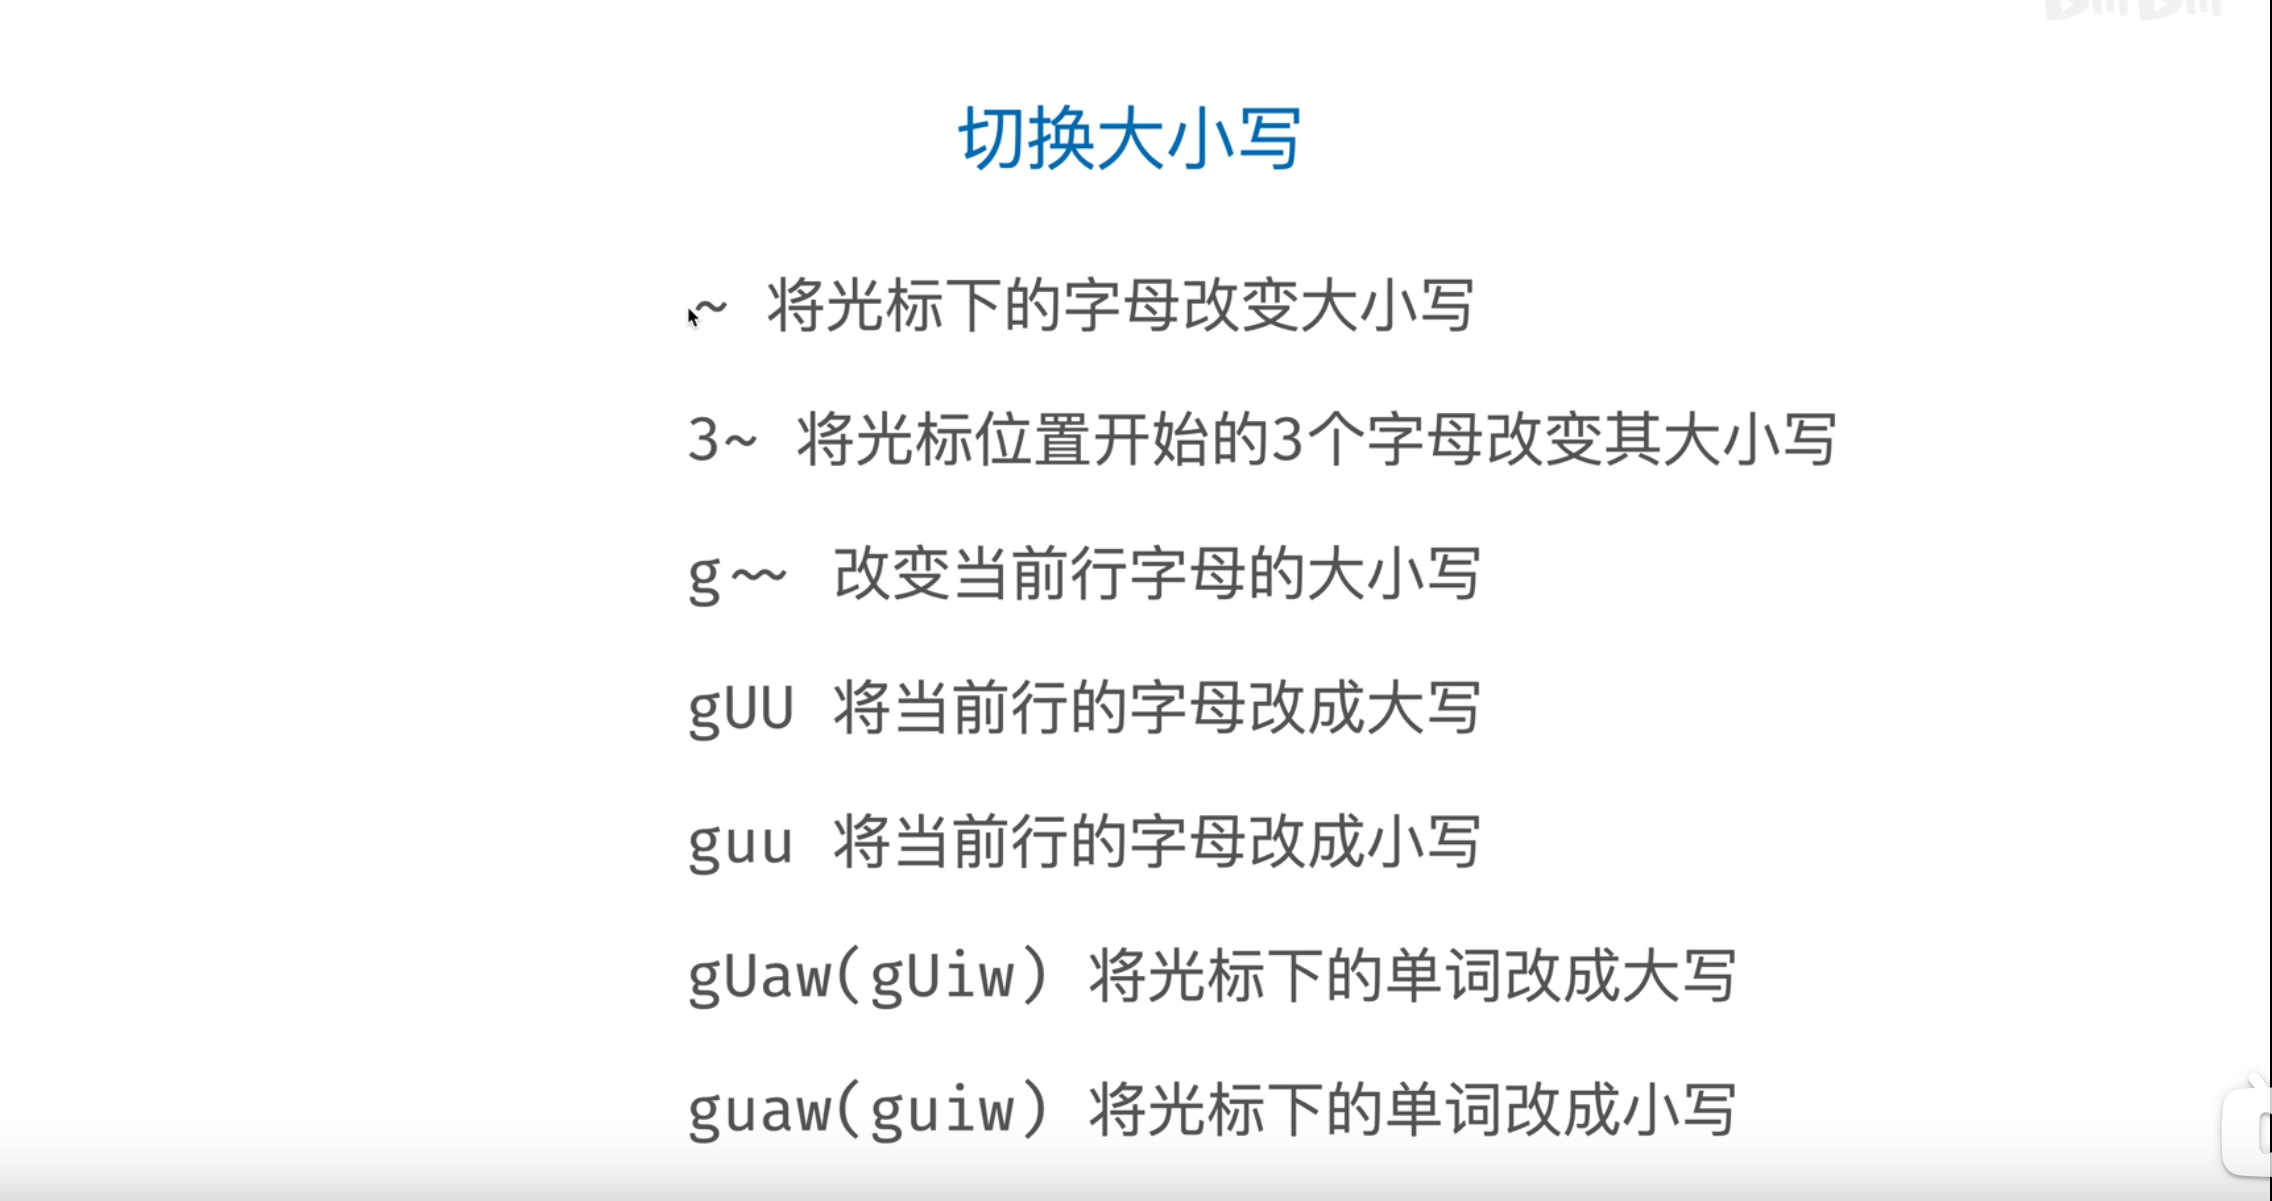 切换大小写
~ 将光标下的字母改变大小写
3~ 将光标位置开始的3个字母改变其大小写
g~~ 改变当前行字母的大小写
gUU 将当前行的字母改成大写
guu 将当前行的字母改成小写
gUaw(gUiw) 将光标下的单词改成大写
guaw(guiw) 将光标下的单词改成小写